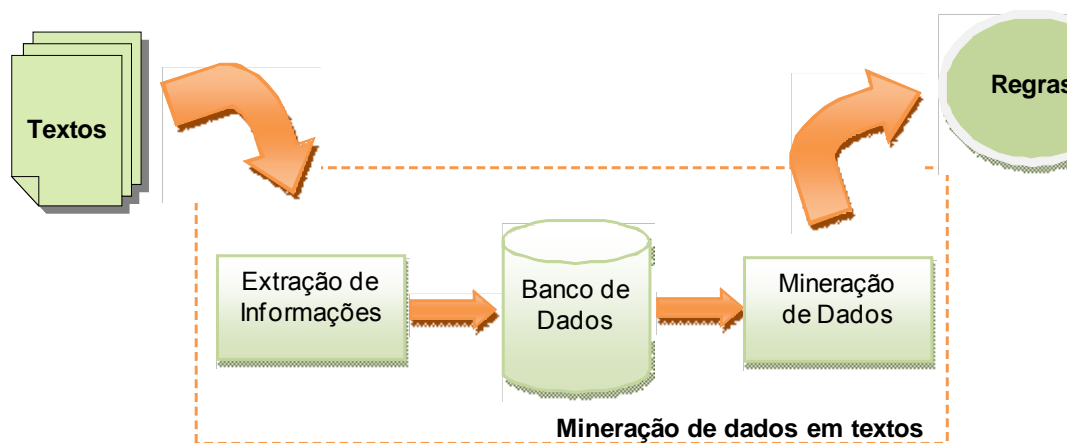 Textos
Regras
Extração de
Informações
Banco de
Dados
Mineração
de Dados
Mineração de dados em textos